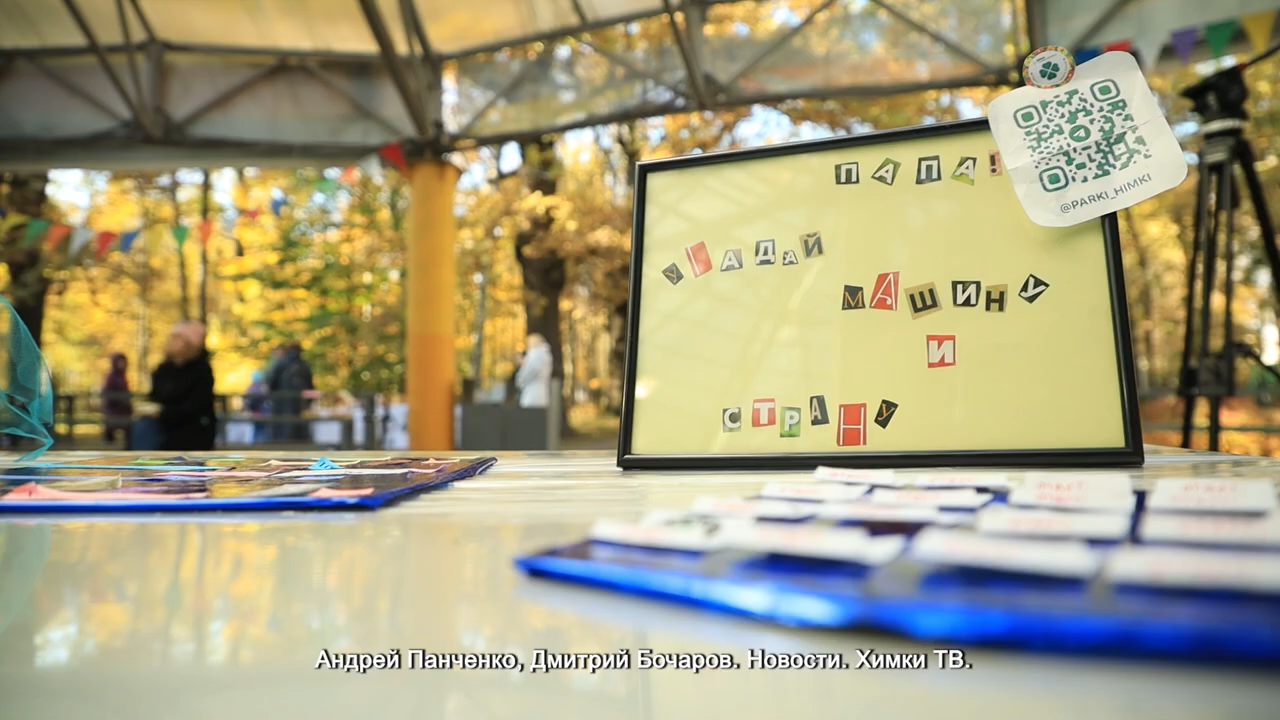 ПАПА!
УГАДАЙ
МАШИНУ
И
СТРАНУ
@PARKI_HIMKI
Андрей Панченко, Дмитрий Бочаров. Новости. Химки ТВ.